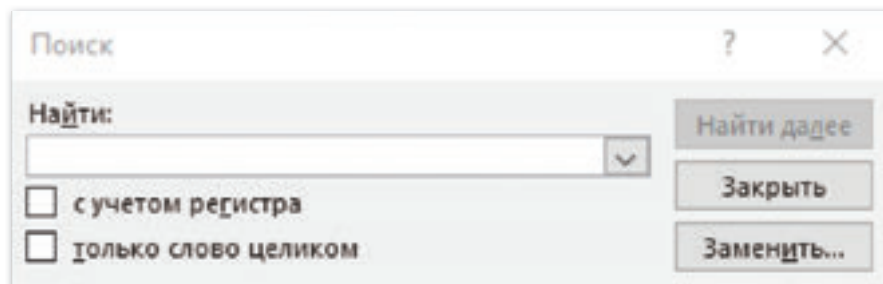 Поиск ?
Найти:
Найти далее
с учетом регистра
Закрыть
только слово целиком
Заменить...